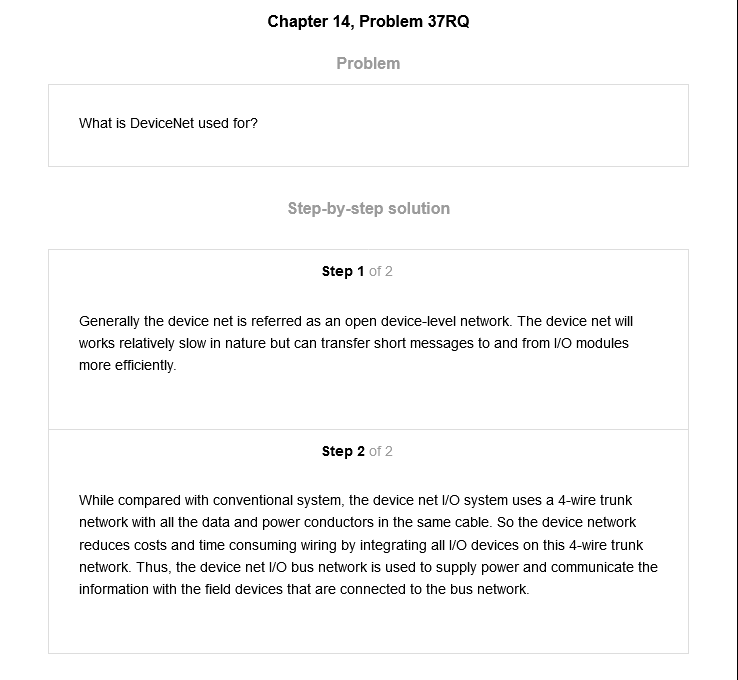 Chapter 14, Problem 37RQ
Problem
What is DeviceNet used for?
Step-by-step solution
Step 1 of 2
Generally the device net is referred as an open device-level network. The device net will
works relatively slow in nature but can transfer short messages to and from I/O modules
more efficiently.
Step 2 of 2
While compared with conventional system, the device net I/O system uses a 4-wire trunk
network with all the data and power conductors in the same cable. So the device network
reduces costs and time consuming wiring by integrating all I/O devices on this 4-wire trunk
network. Thus, the device net I/O bus network is used to supply power and communicate the
information with the field devices that are connected to the bus network.